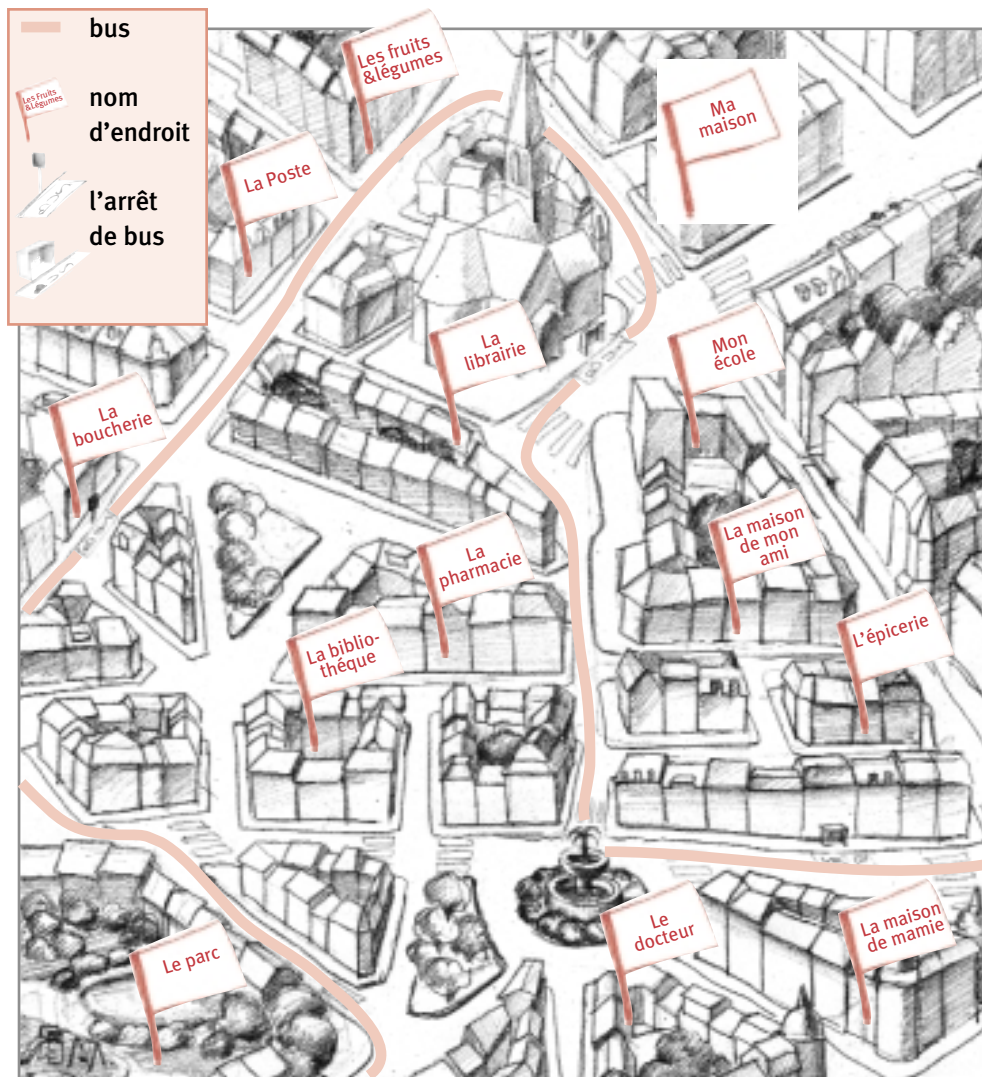 bus
Les Fruits
&Légumes
nom
d'endroit
l'arrêt
de bus
Les fruits
&légumes
Ma
maison
La Poste
La
librairie
Mon
école
La
boucherie
La maison
de mon
ami
La
pharmacie
L'épicerie
La biblio-
théque
Le
docteur
La maison
de mamie
Le parc